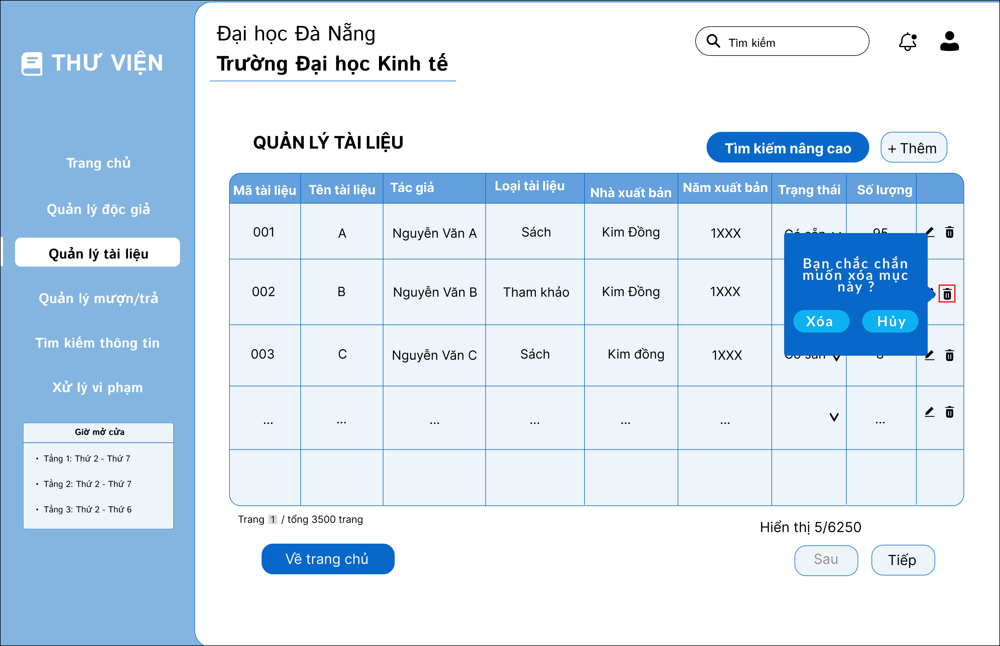 THƯ VIỆN
Đại học Đà Nẵng
Trường Đại học Kinh tế
Tìm kiếm
Trang chủ
Quản lý độc giả
Quản lý tài liệu
Quản lý mượn/trả
Tìm kiếm thông tin
Xử lý vi phạm
Giờ mở cửa
• Tầng 1: Thứ 2 - Thứ 7
• Tầng 2: Thứ 2 - Thứ 7
• Tầng 3: Thứ 2 - Thứ 6
QUẢN LÝ TÀI LIỆU
Tìm kiếm nâng cao
+ Thêm
Mã tài liệu Tên tài liệu Tác giả Loại tài liệu Nhà xuất bản Năm xuất bản Trạng thái Số lượng
001 A Nguyễn Văn A Sách Kim Đồng 1XXX Có sẵn 95
002 B Nguyễn Văn B Tham khảo Kim Đồng 1XXX
003 C Nguyễn Văn C Sách Kim đồng 1XXX
... ... ... ... ... ... ...
Bạn chắc chắn
muốn xóa mục
này ?
Xóa Hủy
Trang 1 / tổng 3500 trang
Hiển thị 5/6250
Về trang chủ
Sau
Tiếp